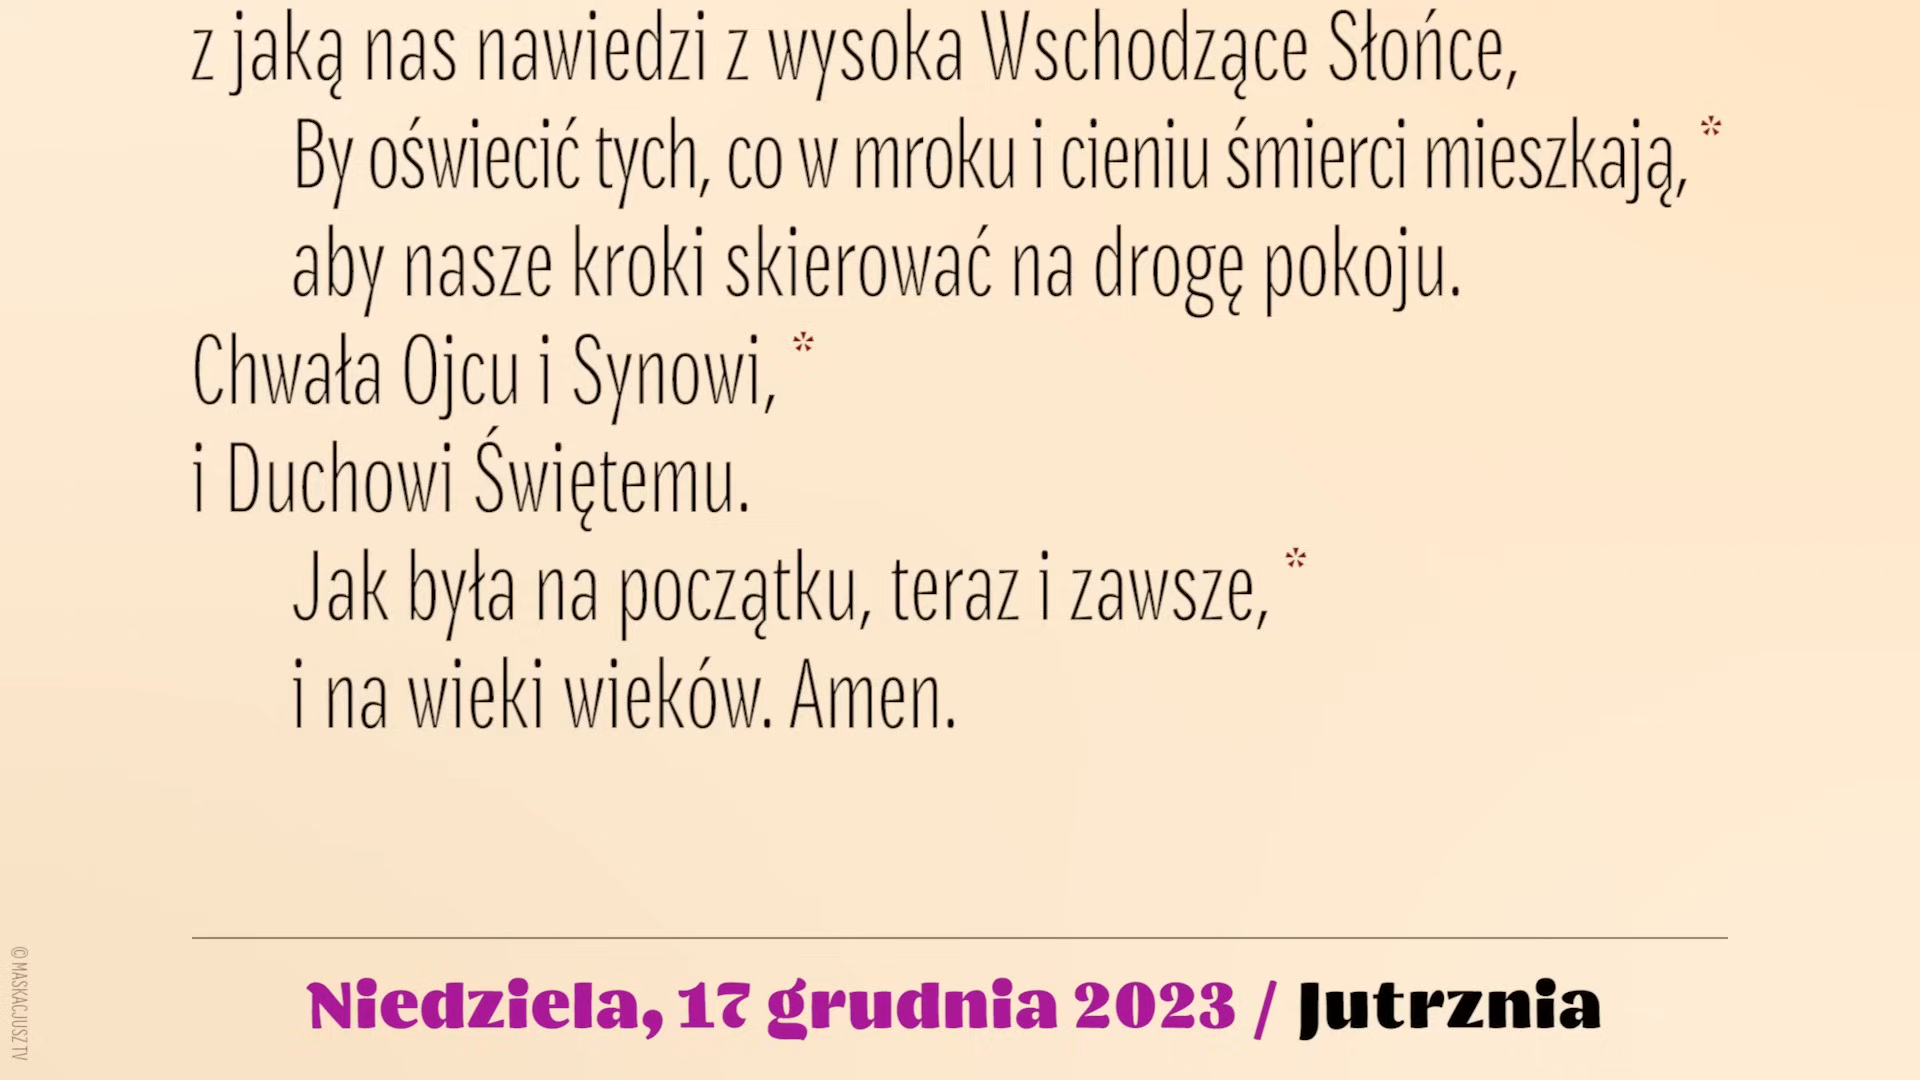 z jaką nas nawiedzi z wysoka Wschodzące Słońce,
By oświecić tych, co w mroku i cieniu śmierci mieszkają, *
aby nasze kroki skierować na drogę pokoju.
Chwała Ojcu i Synowi, *
i Duchowi Świętemu.
Jak była na początku, teraz i zawsze, *
i na wieki wieków. Amen.
Niedziela, 17 grudnia 2023 / Jutrznia
© MASKACJUSZ TV